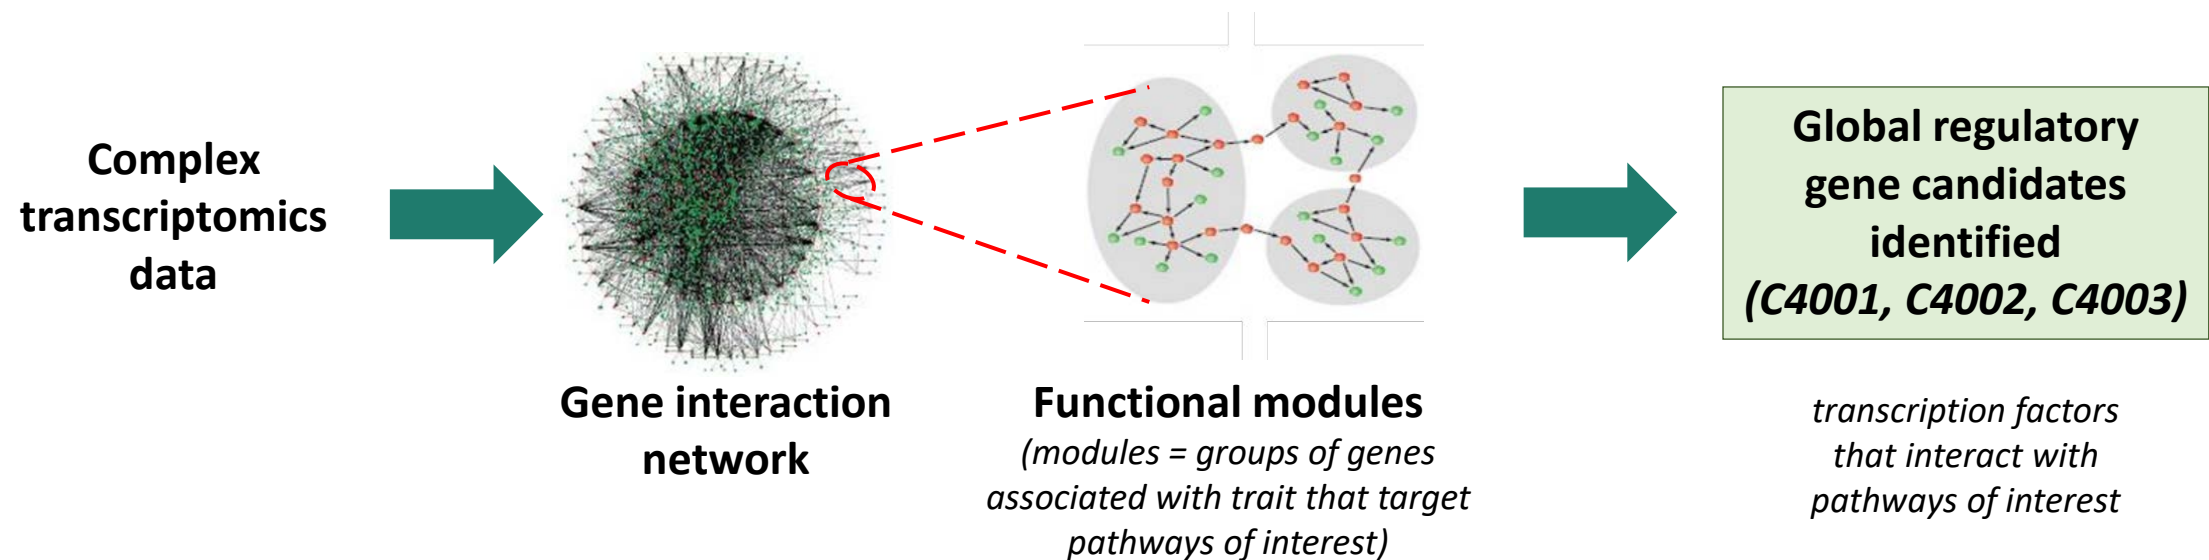 Complex
transcriptomics
data
Gene interaction
network
Functional modules
(modules = groups of genes
associated with trait that target
pathways of interest)
Global regulatory
gene candidates
identified
(C4001, C4002, C4003)
transcription factors
that interact with
pathways of interest